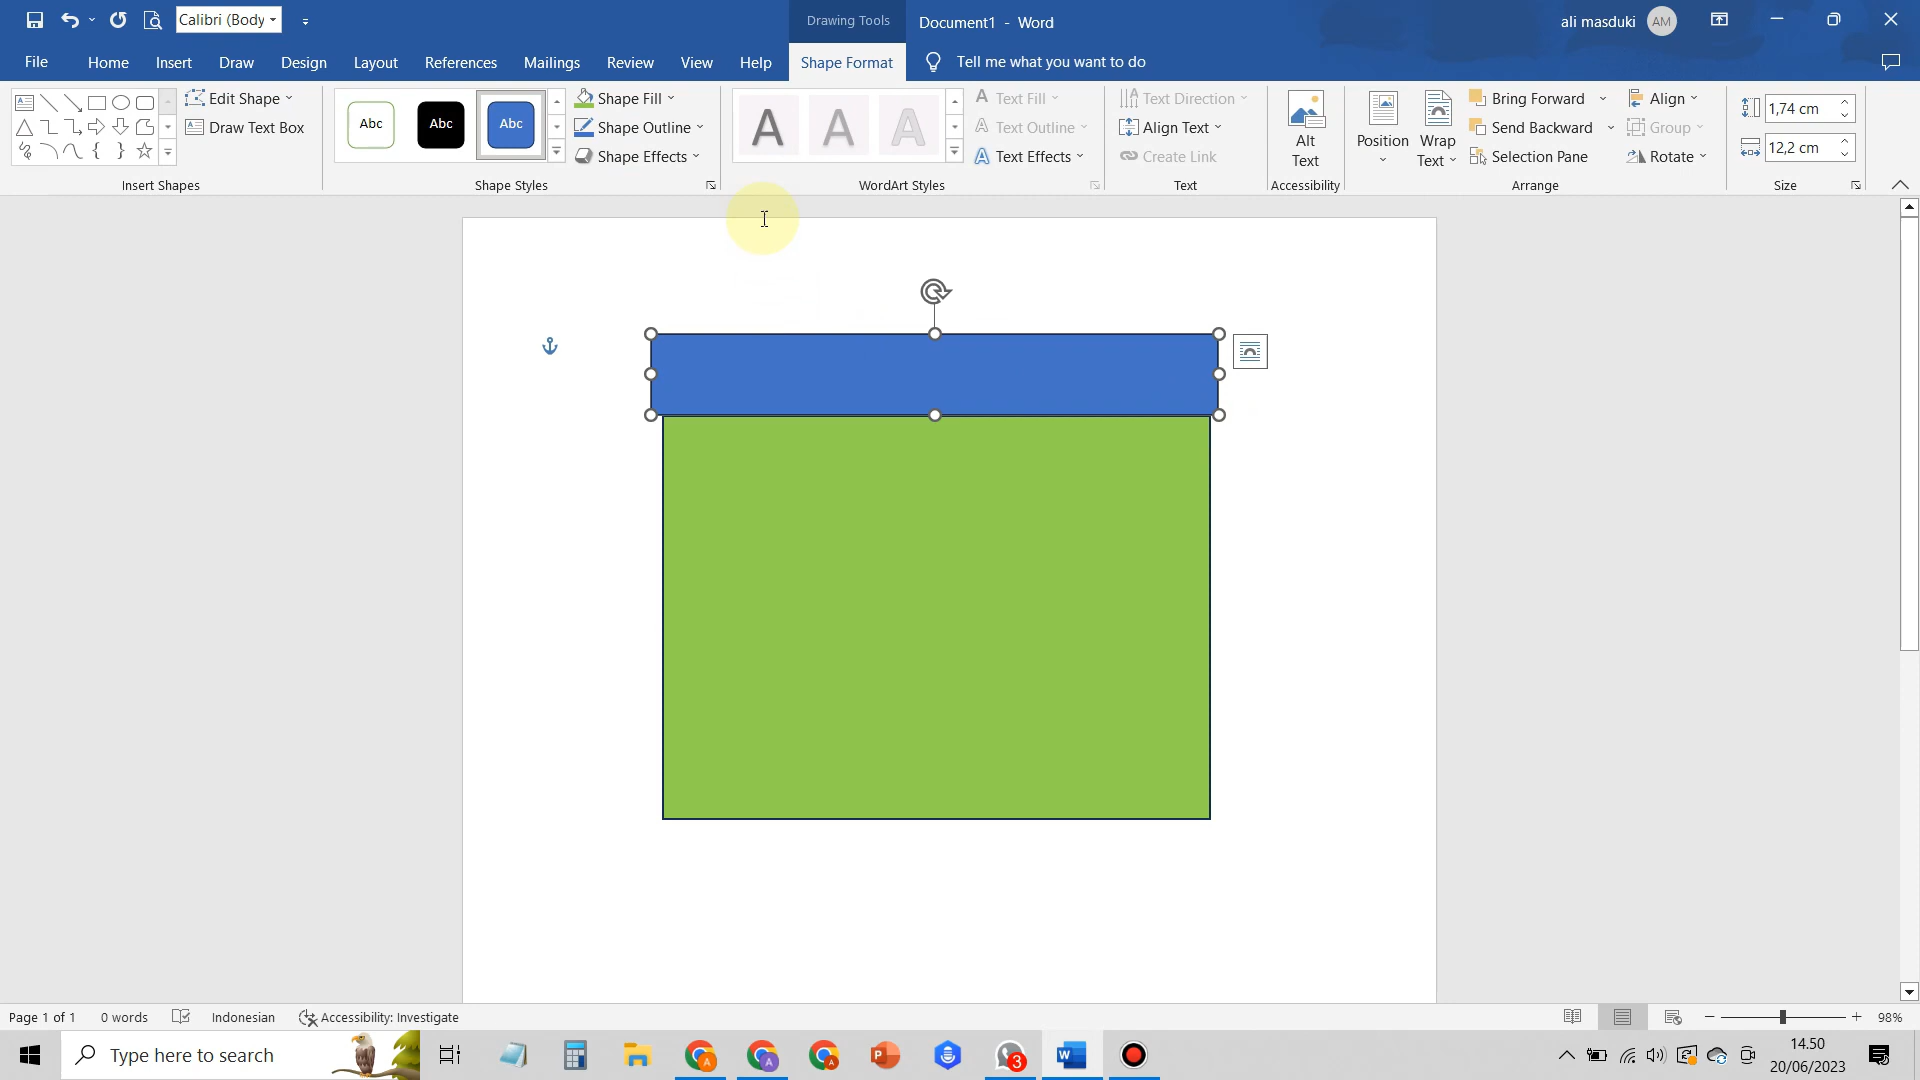 Calibri (Body
Drawing Tools
Document1 - Word
ali masduki
AM
File
Home
Insert
Draw
Design
Layout
References
Mailings
Review
View
Help
Shape Format
Tell me what you want to do
Edit Shape
Draw Text Box
Insert Shapes
Abc
Abc
Abc
Shape Fill
Shape Outline
Shape Effects
Shape Styles
A
A
A
WordArt Styles
A Text Fill
A Text Outline
A Text Effects
Text Direction
Align Text
Create Link
Text
Alt
Text
Accessibility
Position
Wrap
Text
Bring Forward
Send Backward
Selection Pane
Align
Group
Rotate
Arrange
1,74 cm
12,2 cm
Size
Page 1 of 1
0 words
Indonesian
Accessibility: Investigate
98%
Type here to search
3
14.50
20/06/2023